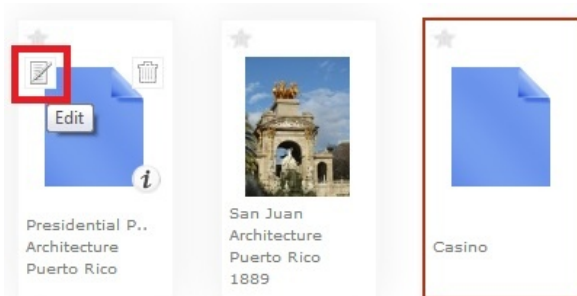 Edit
i
Presidential P..
Architecture
Puerto Rico
San Juan
Architecture
Puerto Rico
1889
Casino